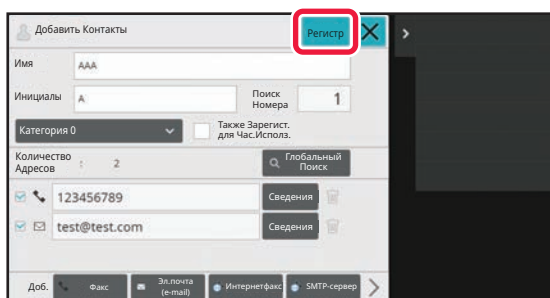 Добавить Контакты
Регистр
Имя
AAA
Инициалы
A
Поиск
Номера
1
Категория 0
Также Зарегист.
для Час.Исполз.
Количество
Адресов
:
2
Глобальный
Поиск
123456789
Сведения
test@test.com
Сведения
Доб.
Факс
Эл.почта
(e-mail)
Интернетфакс
SMTP-сервер